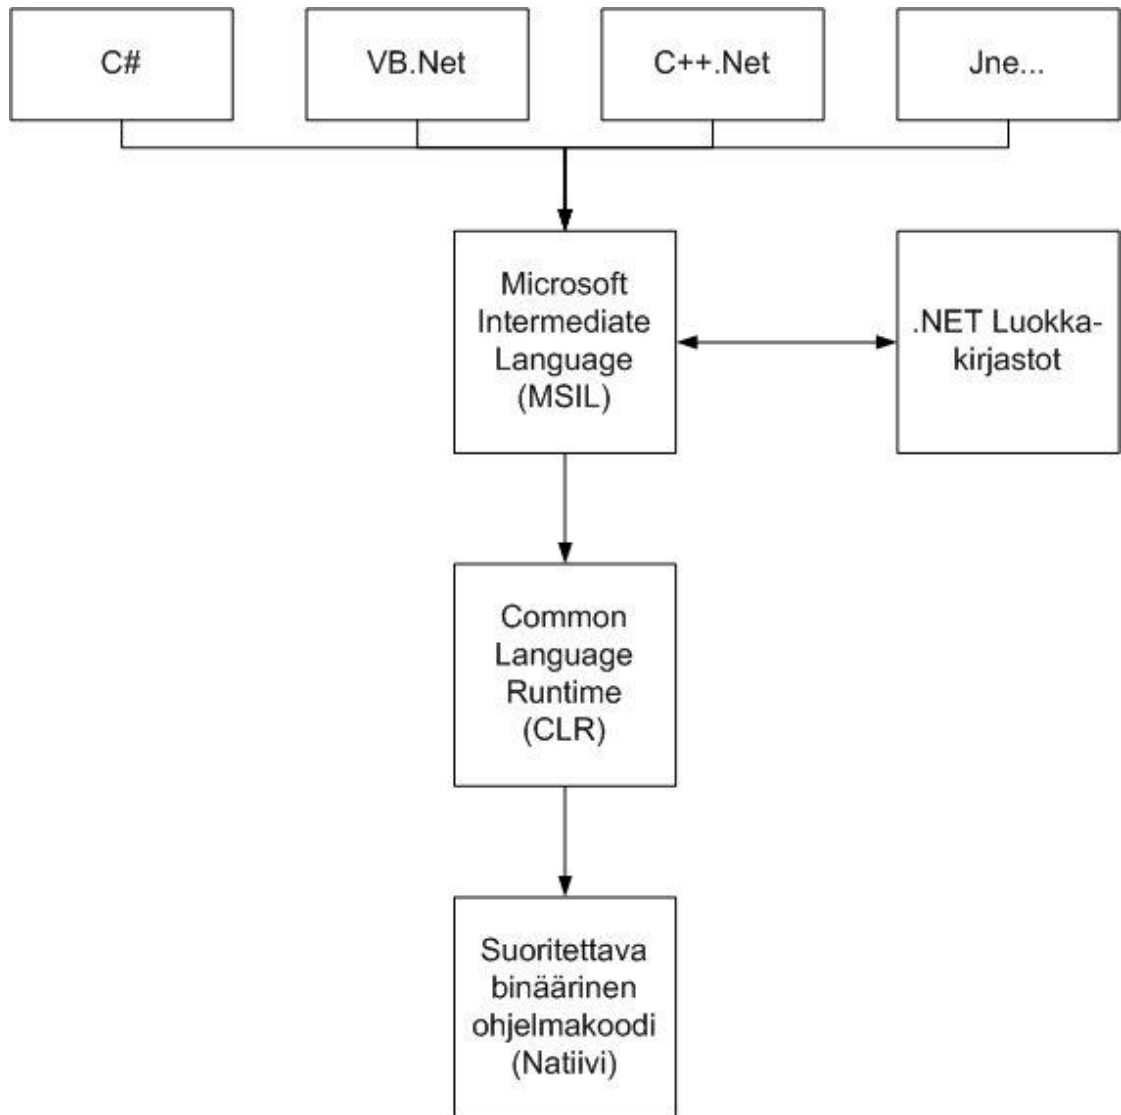 C#
VB.Net
C++.Net
Jne...
Microsoft
Intermediate
Language
(MSIL)
.NET Luokka-
kirjastot
Common
Language
Runtime
(CLR)
Suoritettava
binäärinen
ohjelmakoodi
(Natiivi)